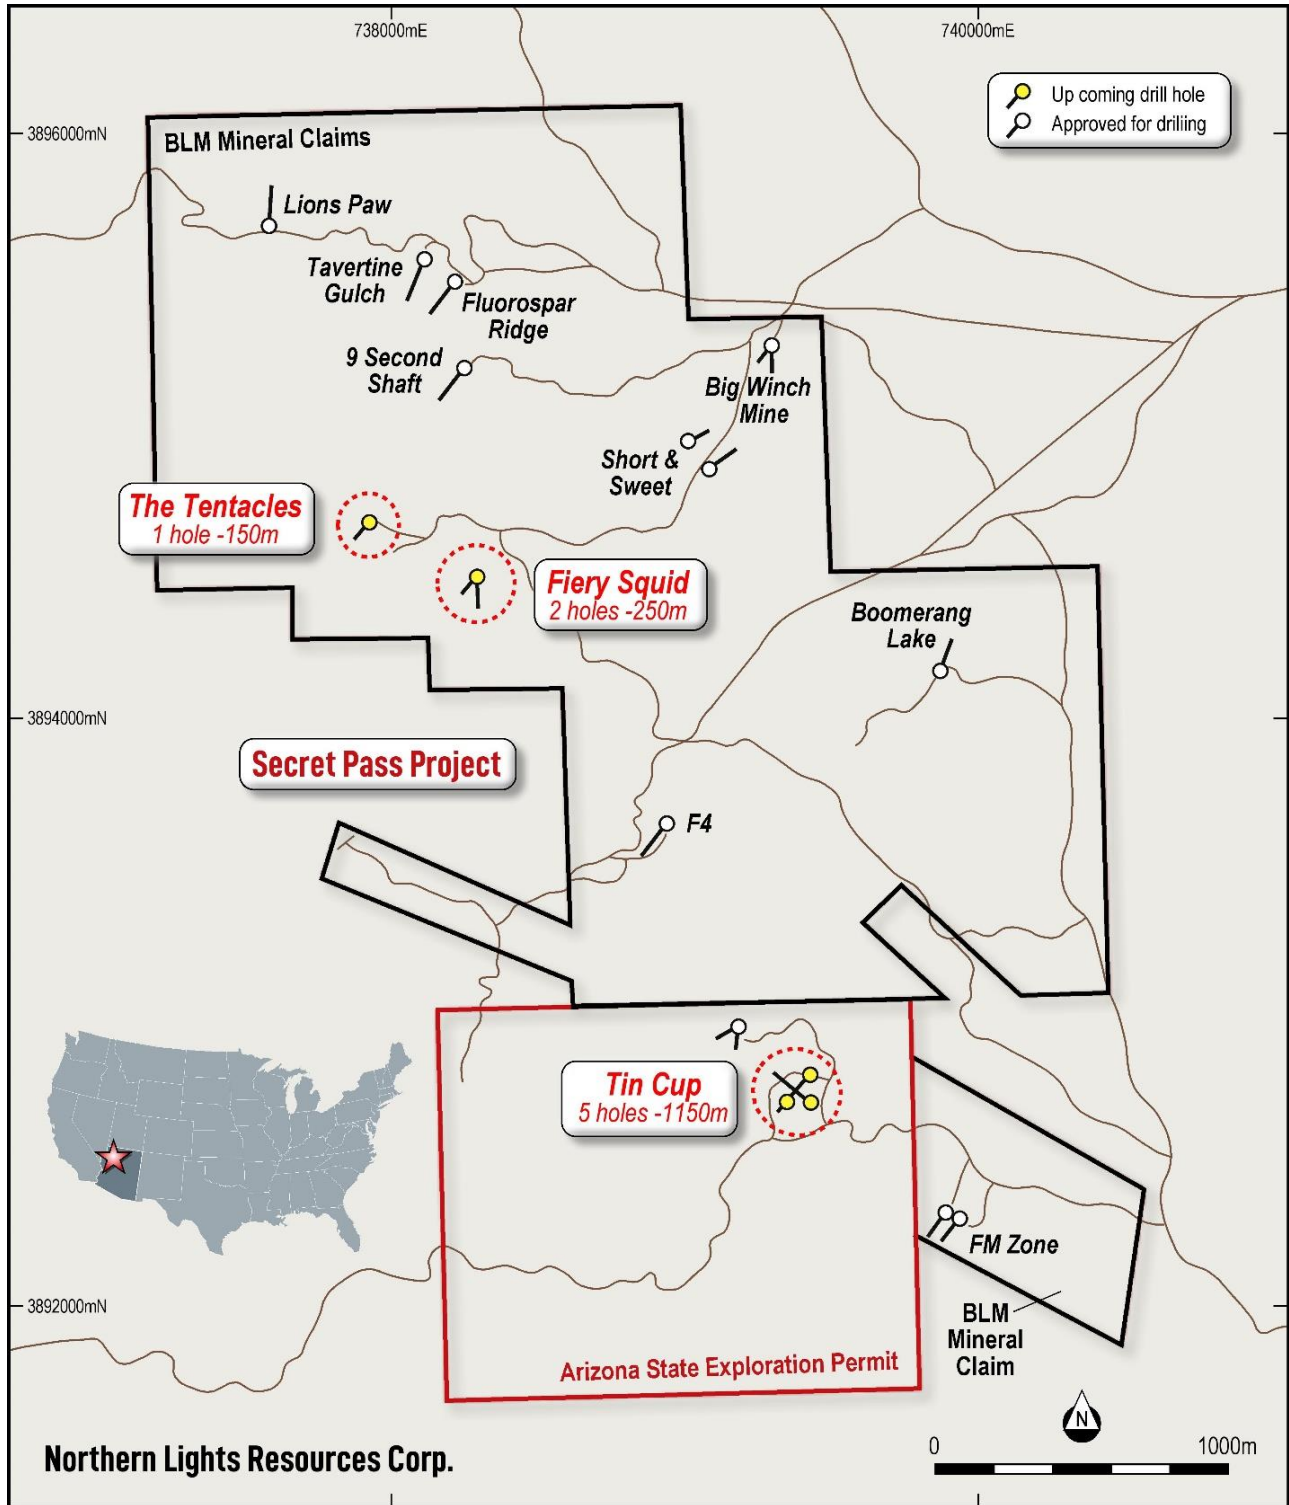 738000mE
740000mE
Up coming drill hole
Approved for drilling
3896000mN
BLM Mineral Claims
Lions Paw
Tavertine
Gulch
Fluorospar
Ridge
9 Second
Shaft
Big Winch
Mine
Short &
Sweet
The Tentacles
1 hole -150m
Fiery Squid
2 holes -250m
Boomerang
Lake
3894000mN
Secret Pass Project
F4
Tin Cup
5 holes -1150m
FM Zone
3892000mN
BLM
Mineral
Claim
Arizona State Exploration Permit
N
Northern Lights Resources Corp.
0
1000m